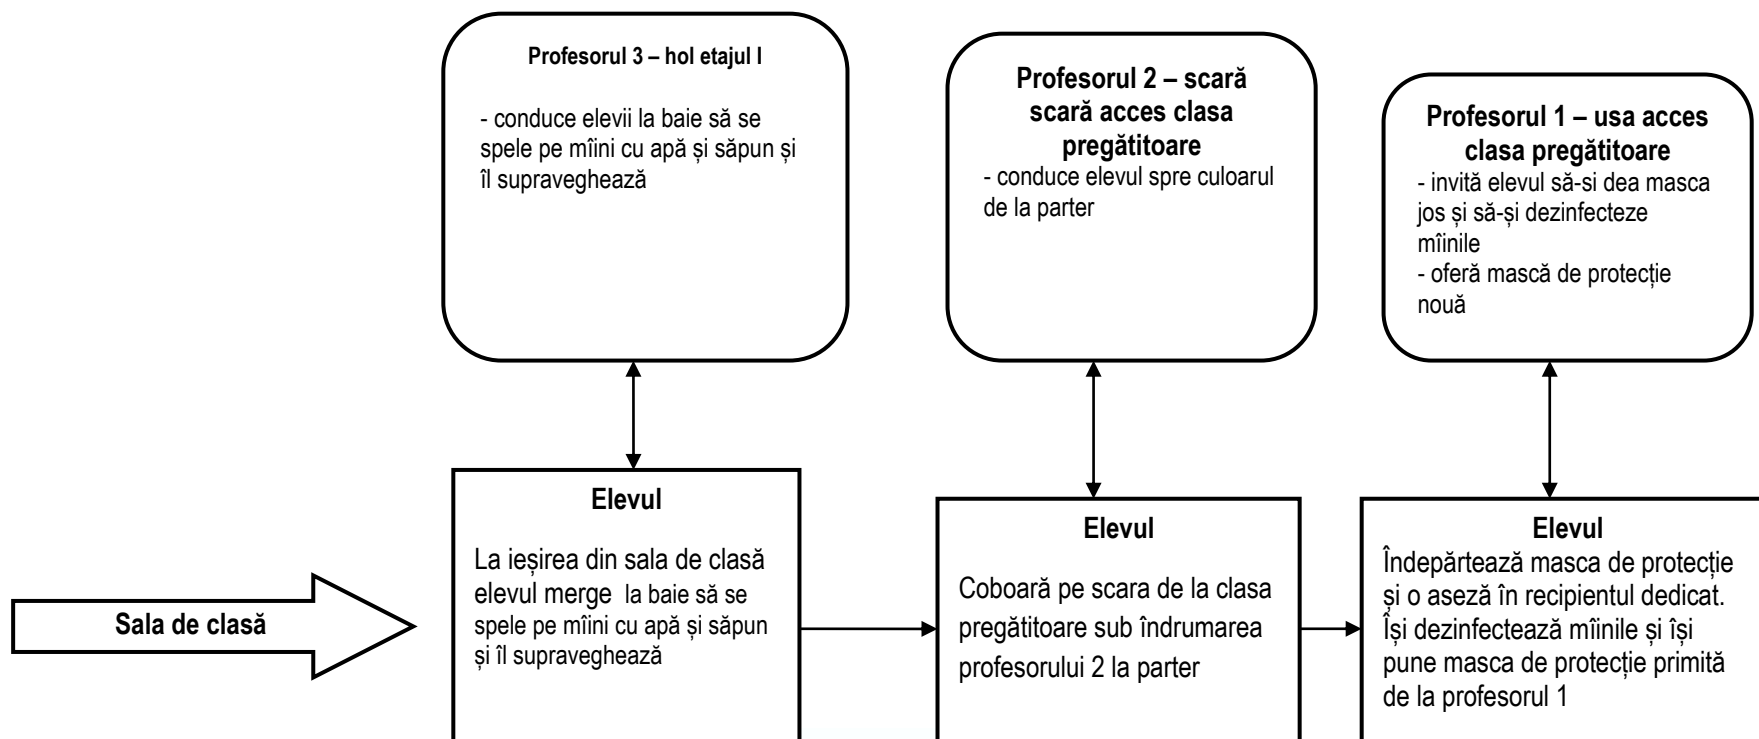 Profesorul 3 – hol etajul I
- conduce elevii la baie să se
spele pe mîini cu apă și săpun și
îl supraveghează
Profesorul 2 – scară
scară acces clasa
pregătitoare
- conduce elevul spre culoarul
de la parter
Profesorul 1 – usa acces
clasa pregătitoare
- invită elevul să-si dea masca
jos și să-și dezinfecteze
mîinile
- oferă mască de protecție
nouă
Sala de clasă
Elevul
La ieșirea din sala de clasă
elevul merge la baie să se
spele pe mîini cu apă și săpun
și îl supraveghează
Elevul
Coboară pe scara de la clasa
pregătitoare sub îndrumarea
profesorului 2 la parter
Elevul
Îndepărtează masca de protecție
și o aseză în recipientul dedicat.
Își dezinfectează mîinile și își
pune masca de protecție primită
de la profesorul 1